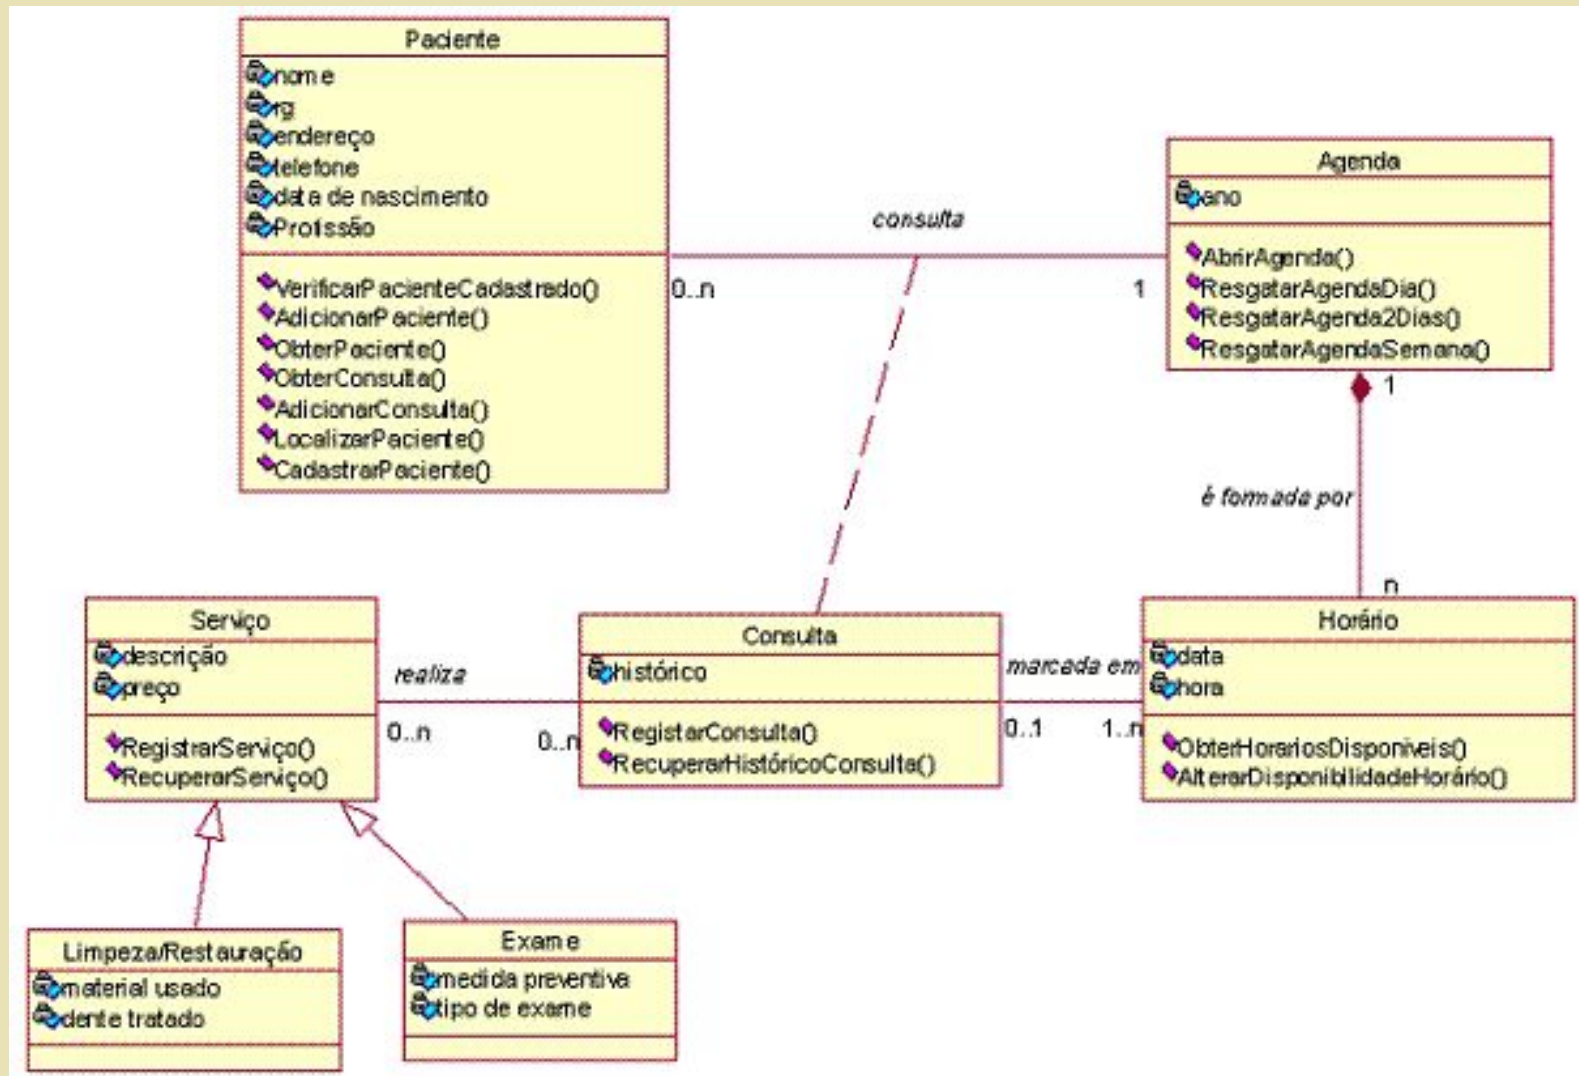 Paciente
nome
rg
endereço
telefone
data de nascimento
Profissão
VerificarPacienteCadastrado()
AdicionarPaciente()
ObterPaciente()
ObterConsulta()
AdicionarConsulta()
LocalizarPaciente()
CadastrarPaciente()
consulta
0..n
1
Agenda
ano
AbrirAgenda()
ResgatarAgendaDia()
ResgatarAgenda2Dias()
ResgatarAgendaSemana()
1
é formada por
n
Serviço
descrição
preço
RegistrarServiço()
RecuperarServiço()
realiza
0..n
0..n
Consulta
histórico
RegistarConsulta()
RecuperarHistóricoConsulta()
marcada em
0..1
1..n
Horário
data
hora
ObterHorariosDisponiveis()
AlterarDisponibilidadeHorário()
Limpeza/Restauração
material usado
dente tratado
Exame
medida preventiva
tipo de exame